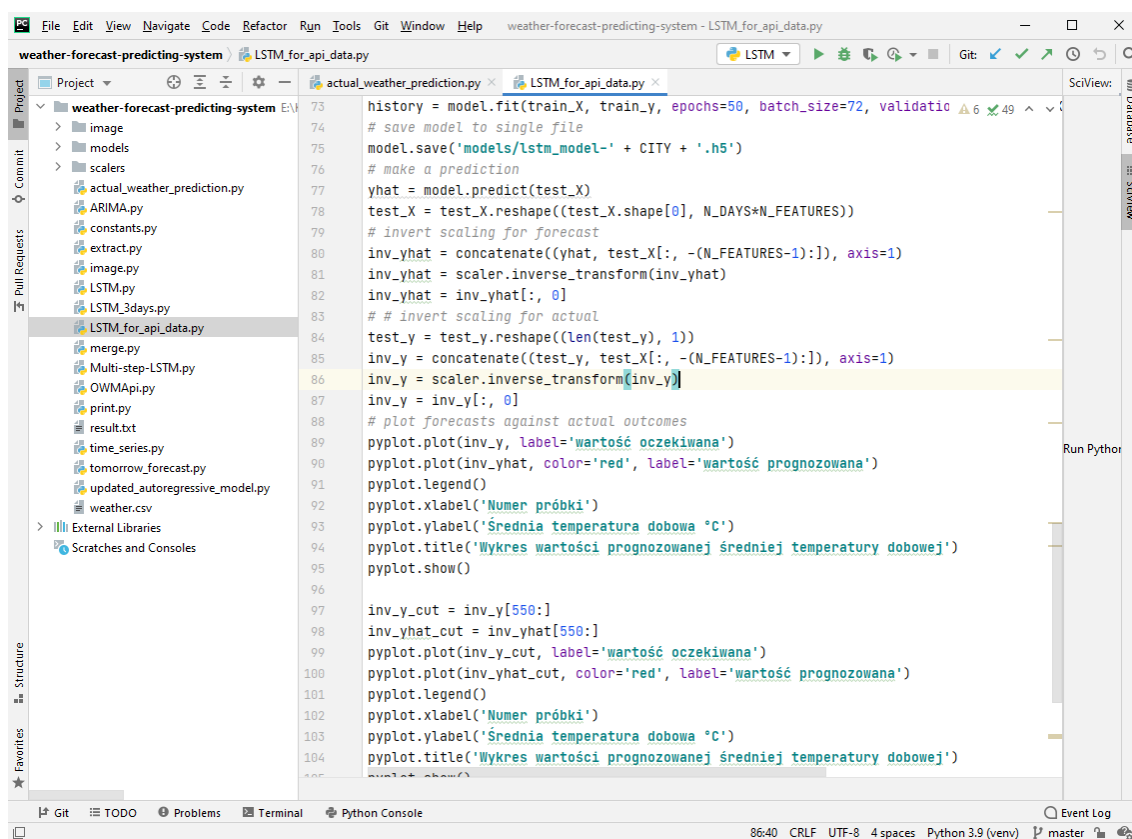 File Edit View Navigate Code Refactor Run Tools Git Window Help weather-forecast-predicting-system - LSTM_for_api_data.py
weather-forecast-predicting-system LSTM_for_api_data.py LSTM Git:
Project
Commit
Pull Requests
Structure
Favorites
Project
weather-forecast-predicting-system E:\
image
models
scalers
actual_weather_prediction.py
ARIMA.py
constants.py
extract.py
image.py
LSTM.py
LSTM_3days.py
LSTM_for_api_data.py
merge.py
Multi-step-LSTM.py
OWMApi.py
print.py
result.txt
time_series.py
tomorrow_forecast.py
updated_autoregressive_model.py
weather.csv
External Libraries
Scratches and Consoles
actual_weather_prediction.py LSTM_for_api_data.py
6 49
73 history = model.fit(train_X, train_y, epochs=50, batch_size=72, validatio
74 # save model to single file
75 model.save('models/lstm_model-' + CITY + '.h5')
76 # make a prediction
77 yhat = model.predict(test_X)
78 test_X = test_X.reshape((test_X.shape[0], N_DAYS*N_FEATURES))
79 # invert scaling for forecast
80 inv_yhat = concatenate((yhat, test_X[:, -(N_FEATURES-1):]), axis=1)
81 inv_yhat = scaler.inverse_transform(inv_yhat)
82 inv_yhat = inv_yhat[:, 0]
83 # # invert scaling for actual
84 test_y = test_y.reshape((len(test_y), 1))
85 inv_y = concatenate((test_y, test_X[:, -(N_FEATURES-1):]), axis=1)
86 inv_y = scaler.inverse_transform(inv_y)
87 inv_y = inv_y[:, 0]
88 # plot forecasts against actual outcomes
89 pyplot.plot(inv_y, label='wartość oczekiwana')
90 pyplot.plot(inv_yhat, color='red', label='wartość prognozowana')
91 pyplot.legend()
92 pyplot.xlabel('Numer próbki')
93 pyplot.ylabel('Średnia temperatura dobowa °C')
94 pyplot.title('Wykres wartości prognozowanej średniej temperatury dobowej')
95 pyplot.show()
96
97 inv_y_cut = inv_y[550:]
98 inv_yhat_cut = inv_yhat[550:]
99 pyplot.plot(inv_y_cut, label='wartość oczekiwana')
100 pyplot.plot(inv_yhat_cut, color='red', label='wartość prognozowana')
101 pyplot.legend()
102 pyplot.xlabel('Numer próbki')
103 pyplot.ylabel('Średnia temperatura dobowa °C')
104 pyplot.title('Wykres wartości prognozowanej średniej temperatury dobowej')
105 pyplot.show()
SciView:
Run Python
Database
SciView
Git TODO Problems Terminal Python Console Event Log
86:40 CRLF UTF-8 4 spaces Python 3.9 (venv) master